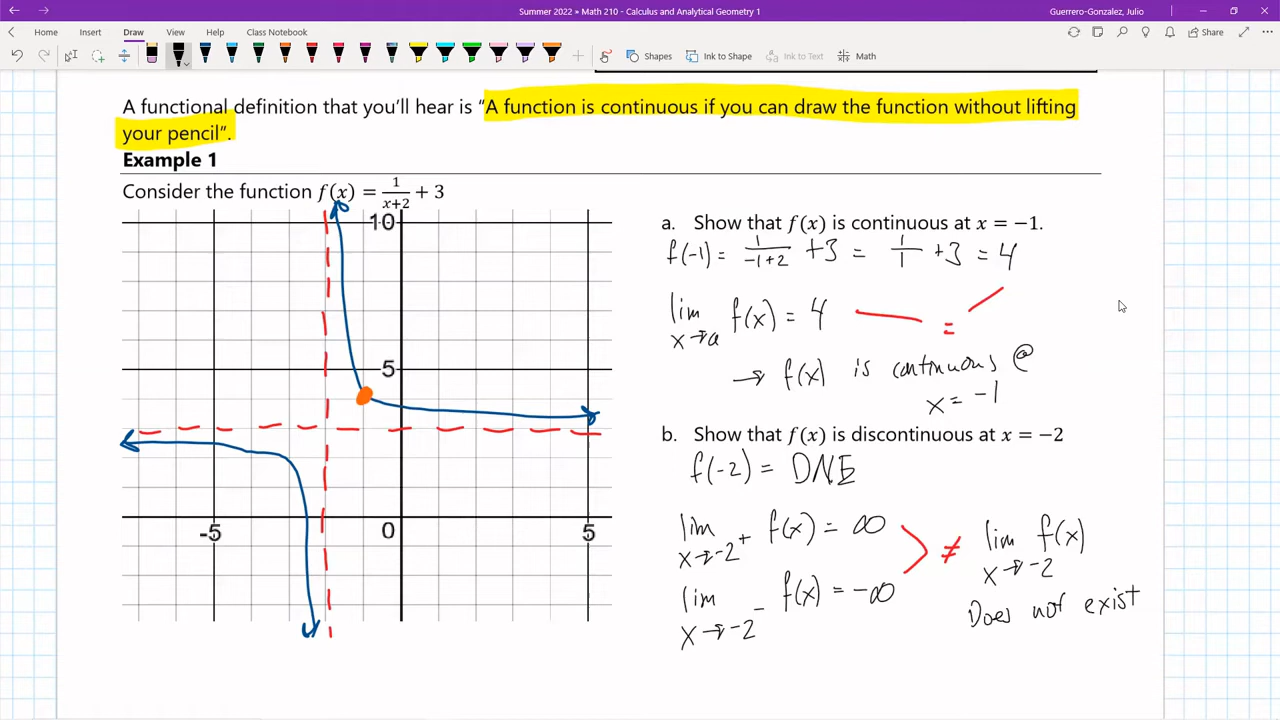 Summer 2022 » Math 210 - Calculus and Analytical Geometry 1
Guerrero-Gonzalez, Julio
Home Insert Draw View Help Class Notebook
Share
Shapes Ink to Shape Ink to Text Math
A functional definition that you’ll hear is “A function is continuous if you can draw the function without lifting
your pencil”.
Example 1
Consider the function f(x) = 1/(x+2) + 3
10
5
-5
0
5
a. Show that f(x) is continuous at x = −1.
f(-1) = 1/(-1+2) + 3 = 1/1 + 3 = 4
lim x→a f(x) = 4
=
→ f(x) is continuous @
x = -1
b. Show that f(x) is discontinuous at x = −2
f(-2) = DNE
lim x→-2⁺ f(x) = ∞
lim x→-2⁻ f(x) = -∞
≠ lim x→-2 f(x)
Does not exist